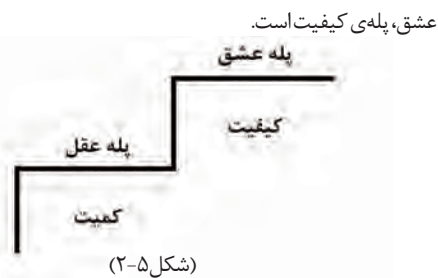 عشق، پله‌ی کیفیت است.
پله عشق
کیفیت
پله عقل
کمیت
(شکل۵-۲)